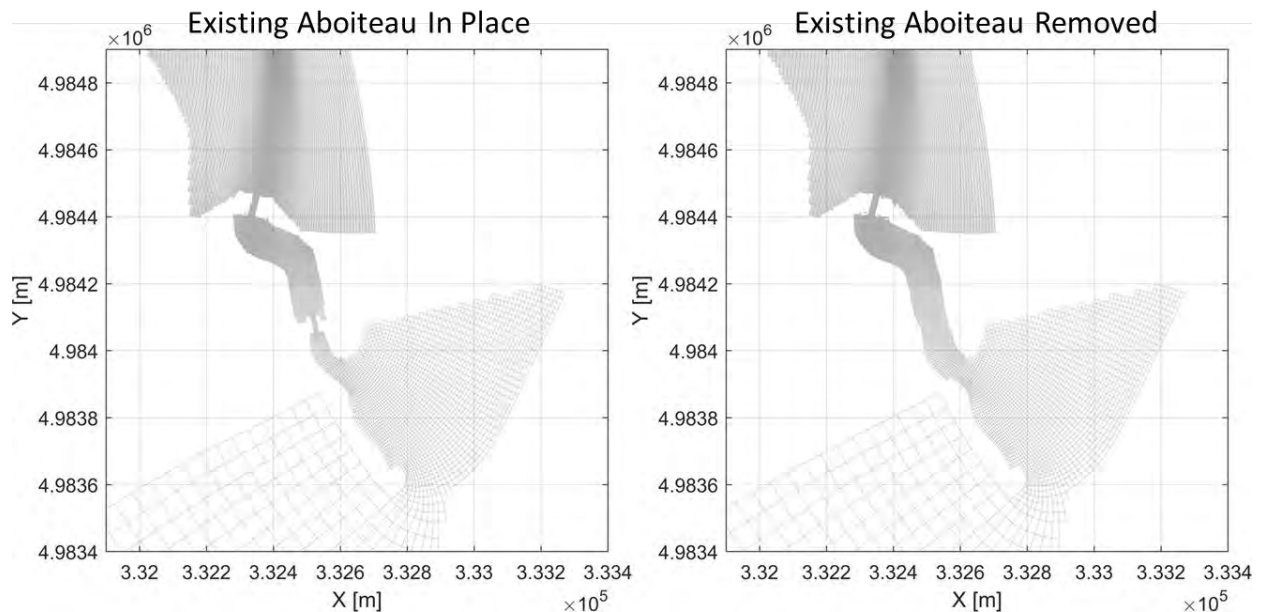 Existing Aboiteau In Place
×10⁶
4.9848
4.9846
4.9844
4.9842
4.984
4.9838
4.9836
4.9834
Y [m]
3.32 3.322 3.324 3.326 3.328 3.33 3.332 3.334
X [m]
×10⁵
Existing Aboiteau Removed
×10⁶
4.9848
4.9846
4.9844
4.9842
4.984
4.9838
4.9836
4.9834
Y [m]
3.32 3.322 3.324 3.326 3.328 3.33 3.332 3.334
X [m]
×10⁵